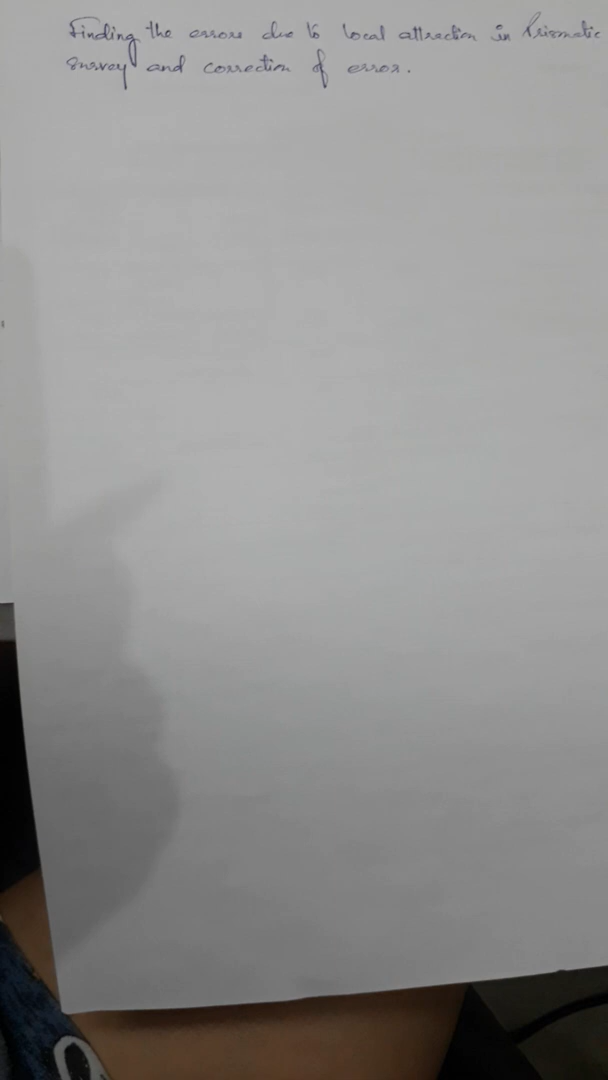 Finding the errors due to local attraction in Prismatic
survey and correction of error.